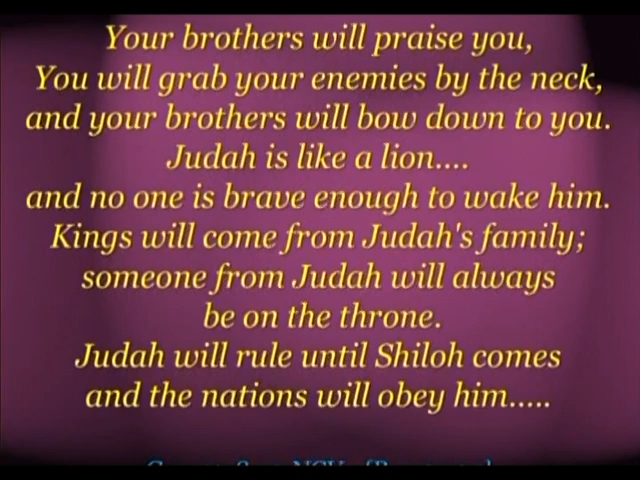 Your brothers will praise you,
You will grab your enemies by the neck,
and your brothers will bow down to you.
Judah is like a lion....
and no one is brave enough to wake him.
Kings will come from Judah's family;
someone from Judah will always
be on the throne.
Judah will rule until Shiloh comes
and the nations will obey him.....